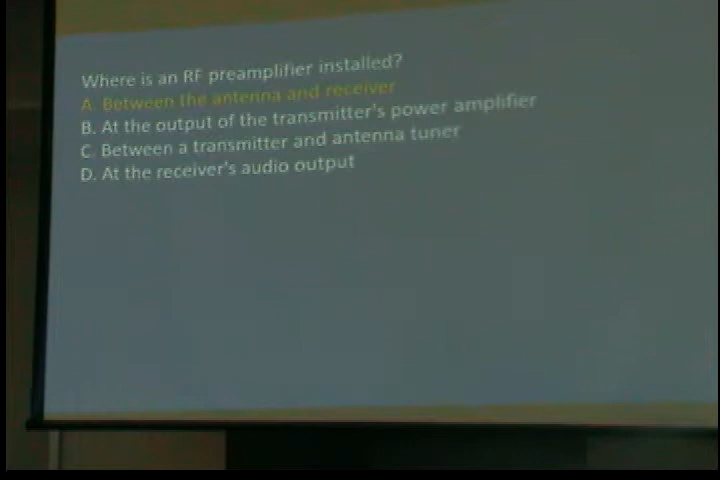 Where is an RF preamplifier installed?
A. Between the antenna and receiver
B. At the output of the transmitter's power amplifier
C. Between a transmitter and antenna tuner
D. At the receiver's audio output